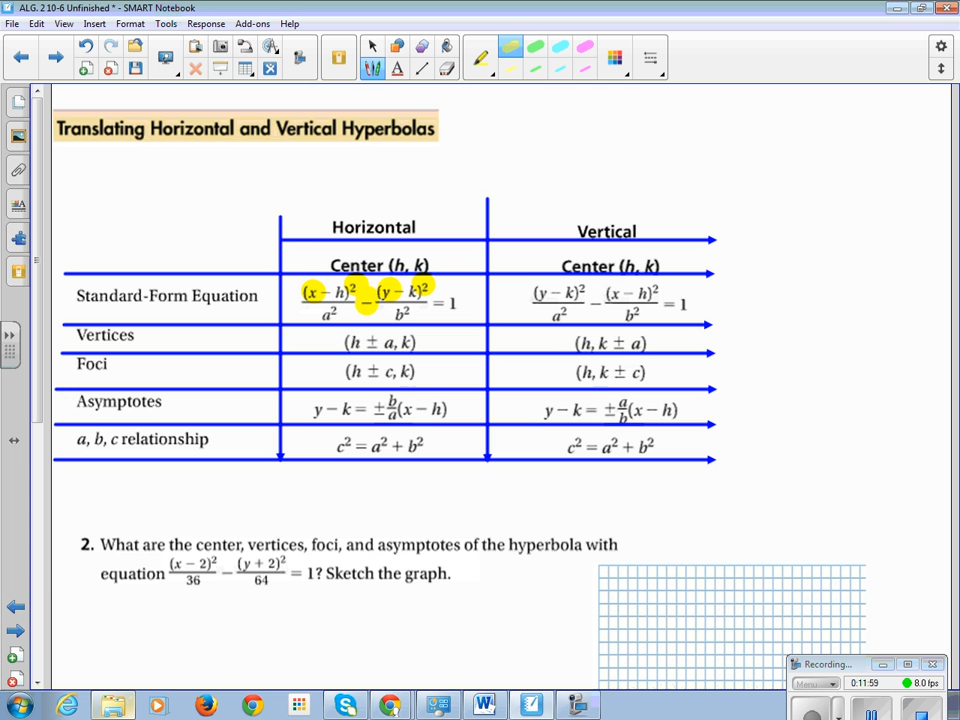 ALG. 2 10-6 Unfinished * - SMART Notebook
File Edit View Insert Format Tools Response Add-ons Help
Translating Horizontal and Vertical Hyperbolas
Horizontal Vertical
Center (h, k) Center (h, k)
Standard-Form Equation (x − h)²/a² − (y − k)²/b² = 1 (y − k)²/a² − (x − h)²/b² = 1
Vertices (h ± a, k) (h, k ± a)
Foci (h ± c, k) (h, k ± c)
Asymptotes y − k = ± b/a (x − h) y − k = ± a/b (x − h)
a, b, c relationship c² = a² + b² c² = a² + b²
2. What are the center, vertices, foci, and asymptotes of the hyperbola with
equation (x − 2)²/36 − (y + 2)²/64 = 1? Sketch the graph.
Recording...
Menu 0:11:59 8.0 fps